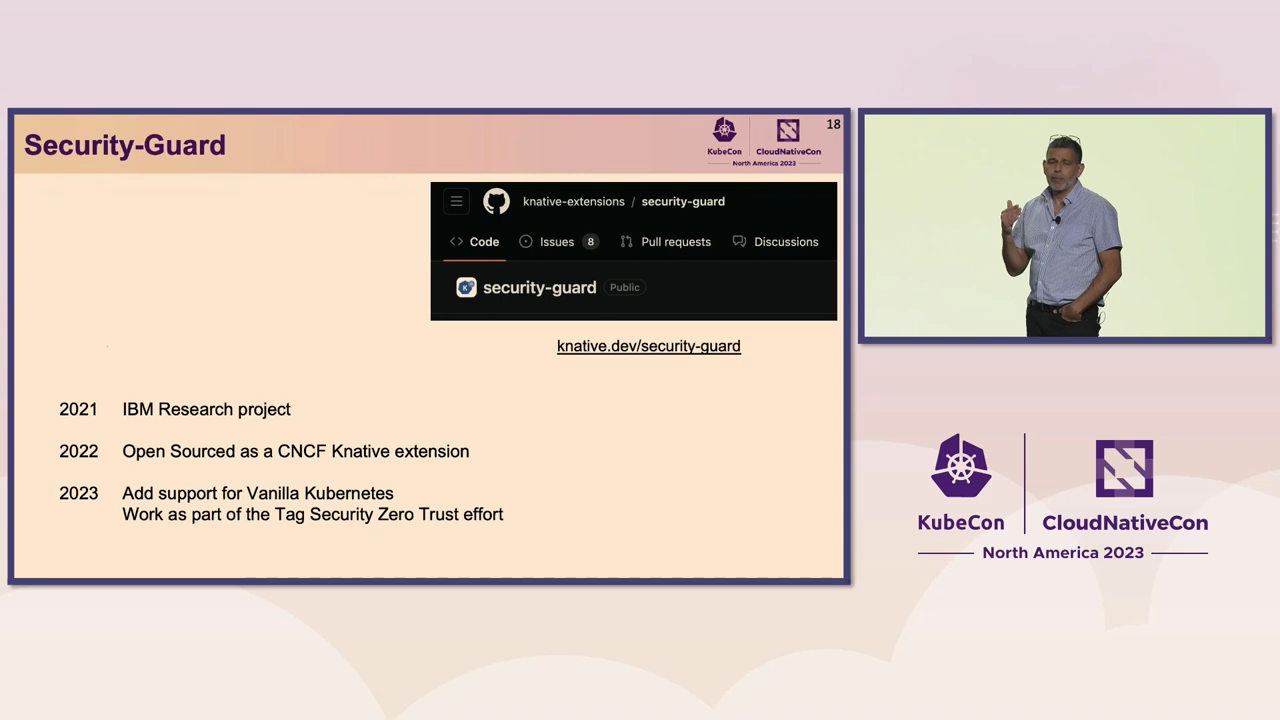 Security-Guard
KubeCon
CloudNativeCon
North America 2023
18
knative-extensions / security-guard
Code
Issues 8
Pull requests
Discussions
security-guard Public
knative.dev/security-guard
2021 IBM Research project
2022 Open Sourced as a CNCF Knative extension
2023 Add support for Vanilla Kubernetes
Work as part of the Tag Security Zero Trust effort
KubeCon
CloudNativeCon
North America 2023